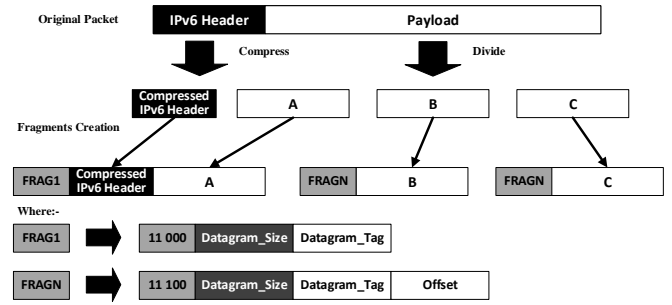 Original Packet
IPv6 Header
Payload
Compress
Divide
Compressed
IPv6 Header
A
B
C
Fragments Creation
FRAG1
Compressed
IPv6 Header
A
FRAGN
B
FRAGN
C
Where:-
FRAG1
11 000
Datagram_Size
Datagram_Tag
FRAGN
11 100
Datagram_Size
Datagram_Tag
Offset